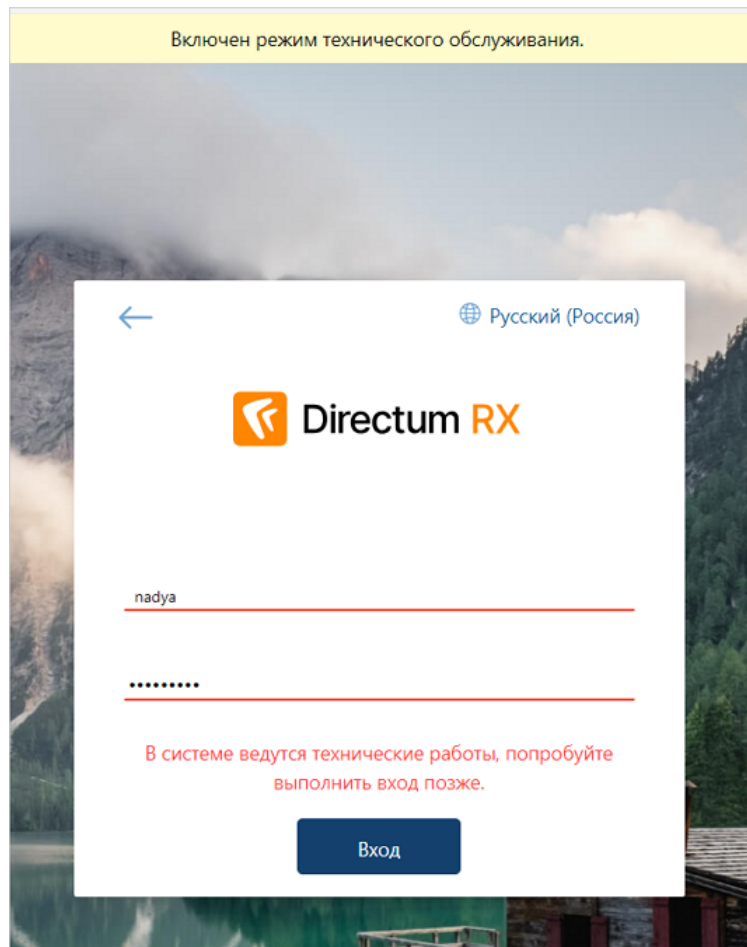 Включен режим технического обслуживания.
Русский (Россия)
Directum RX
nadya
•••••••••
В системе ведутся технические работы, попробуйте
выполнить вход позже.
Вход